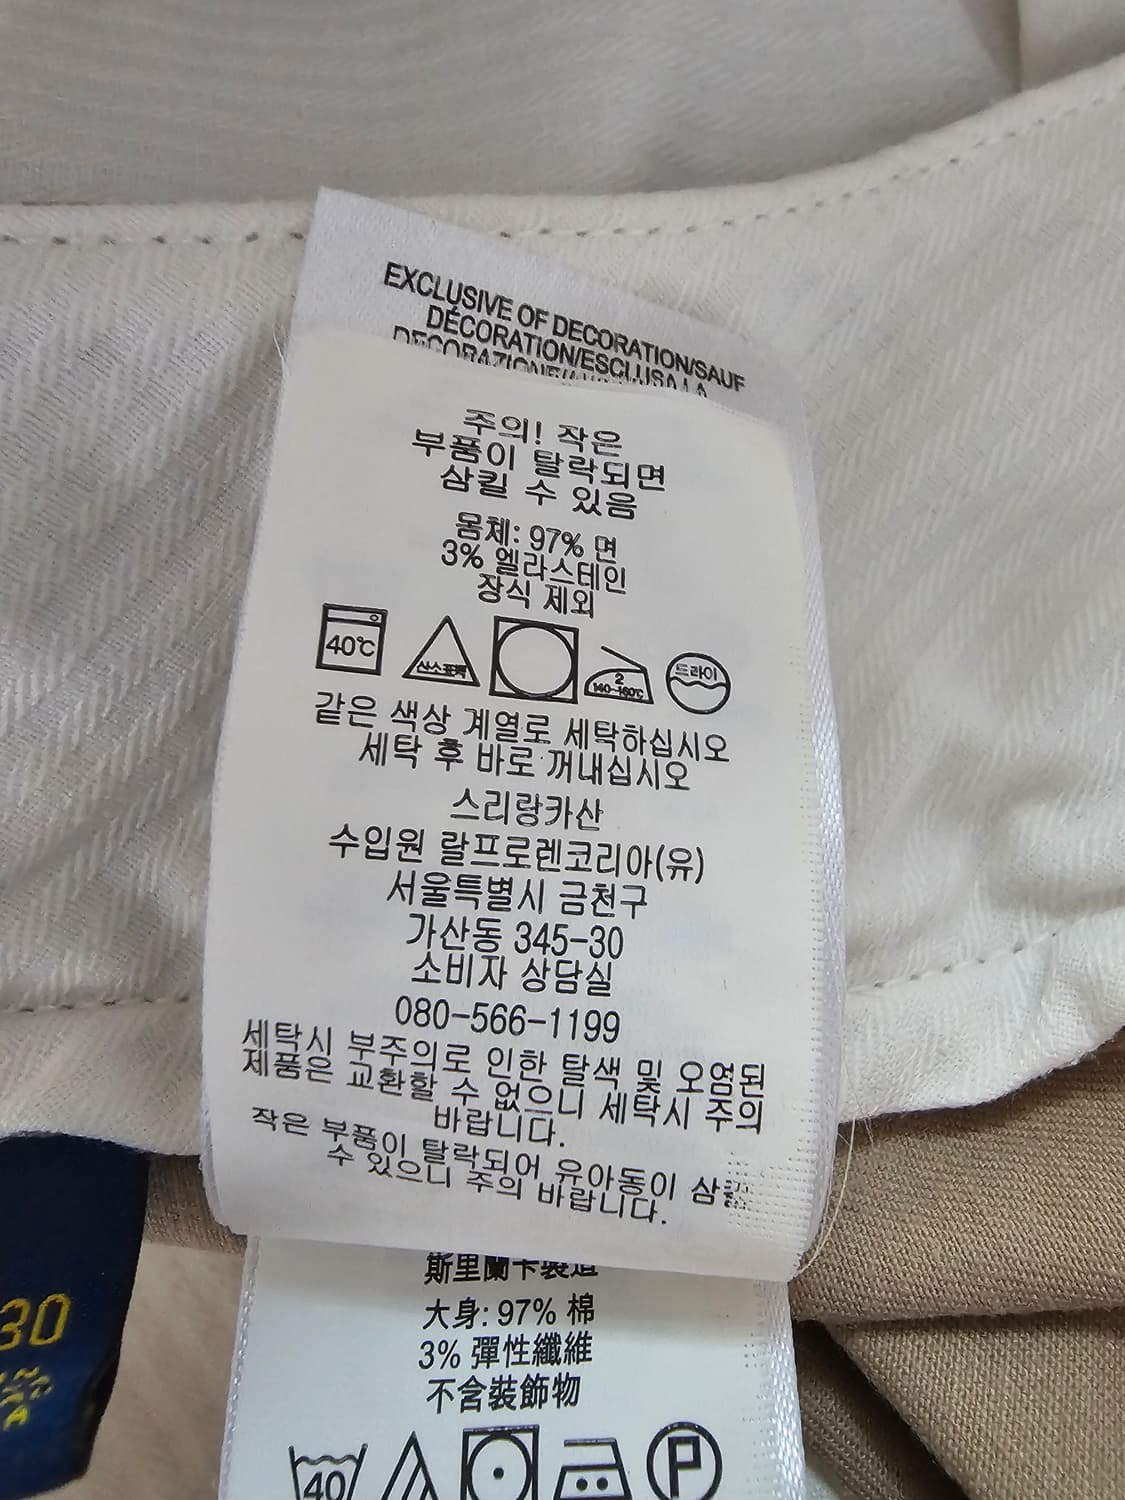 EXCLUSIVE OF DECORATION/SAUF
DÉCORATION/ESCLUSA LA
주의! 작은
부품이 탈락되면
삼킬 수 있음
몸체: 97% 면
3% 엘라스테인
장식 제외
40℃
산소표백
2
140~160℃
드라이
같은 색상 계열로 세탁하십시오
세탁 후 바로 꺼내십시오
스리랑카산
수입원 랄프로렌코리아(유)
서울특별시 금천구
가산동 345-30
소비자 상담실
080-566-1199
세탁시 부주의로 인한 탈색 및 오염된
제품은 교환할 수 없으니 세탁시 주의
바랍니다.
작은 부품이 탈락되어 유아동이 삼킬
수 있으니 주의 바랍니다.
斯里蘭卡製造
大身: 97% 棉
3% 彈性纖維
不含裝飾物
40
P
30